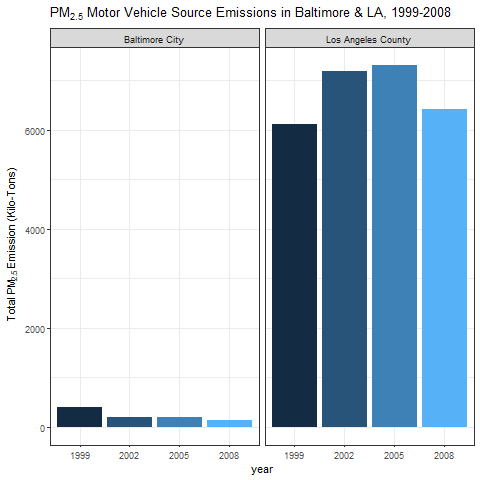 PM2.5 Motor Vehicle Source Emissions in Baltimore & LA, 1999-2008
Baltimore City
Los Angeles County
Total PM2.5 Emission (Kilo-Tons)
6000
4000
2000
0
1999 2002 2005 2008
1999 2002 2005 2008
year